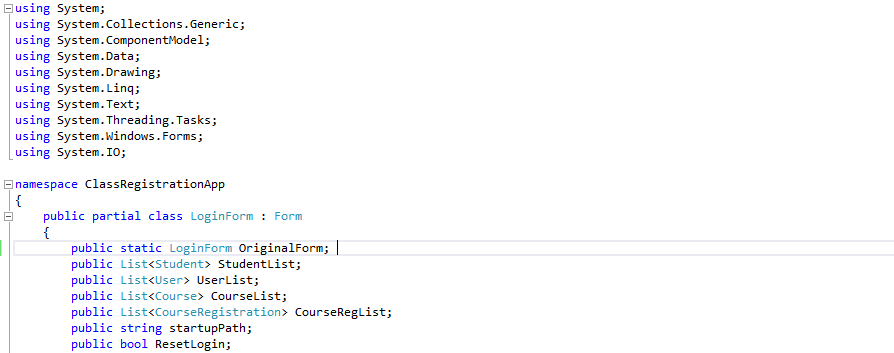 using System;
using System.Collections.Generic;
using System.ComponentModel;
using System.Data;
using System.Drawing;
using System.Linq;
using System.Text;
using System.Threading.Tasks;
using System.Windows.Forms;
using System.IO;
namespace ClassRegistrationApp
{
public partial class LoginForm : Form
{
public static LoginForm OriginalForm;
public List<Student> StudentList;
public List<User> UserList;
public List<Course> CourseList;
public List<CourseRegistration> CourseRegList;
public string startupPath;
public bool ResetLogin;